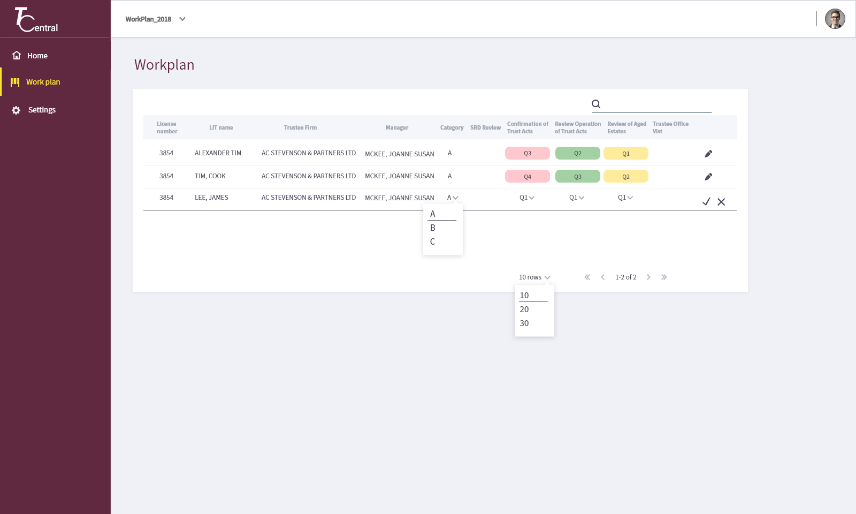 TCentral
WorkPlan_2018
Home
Work plan
Settings
Workplan
License number LIT name Trustee Firm Manager Category SRD Review Confirmation of Trust Acts Review Operation of Trust Acts Review of Aged Estates Trustee Office Vist
3854 ALEXANDER TIM AC STEVENSON & PARTNERS LTD MCKEE, JOANNE SUSAN A Q3 Q2 Q1
3854 TIM, COOK AC STEVENSON & PARTNERS LTD MCKEE, JOANNE SUSAN A Q4 Q3 Q2
3854 LEE, JAMES AC STEVENSON & PARTNERS LTD MCKEE, JOANNE SUSAN A Q1 Q1 Q1
A
B
C
10 rows 1-2 of 2
10
20
30